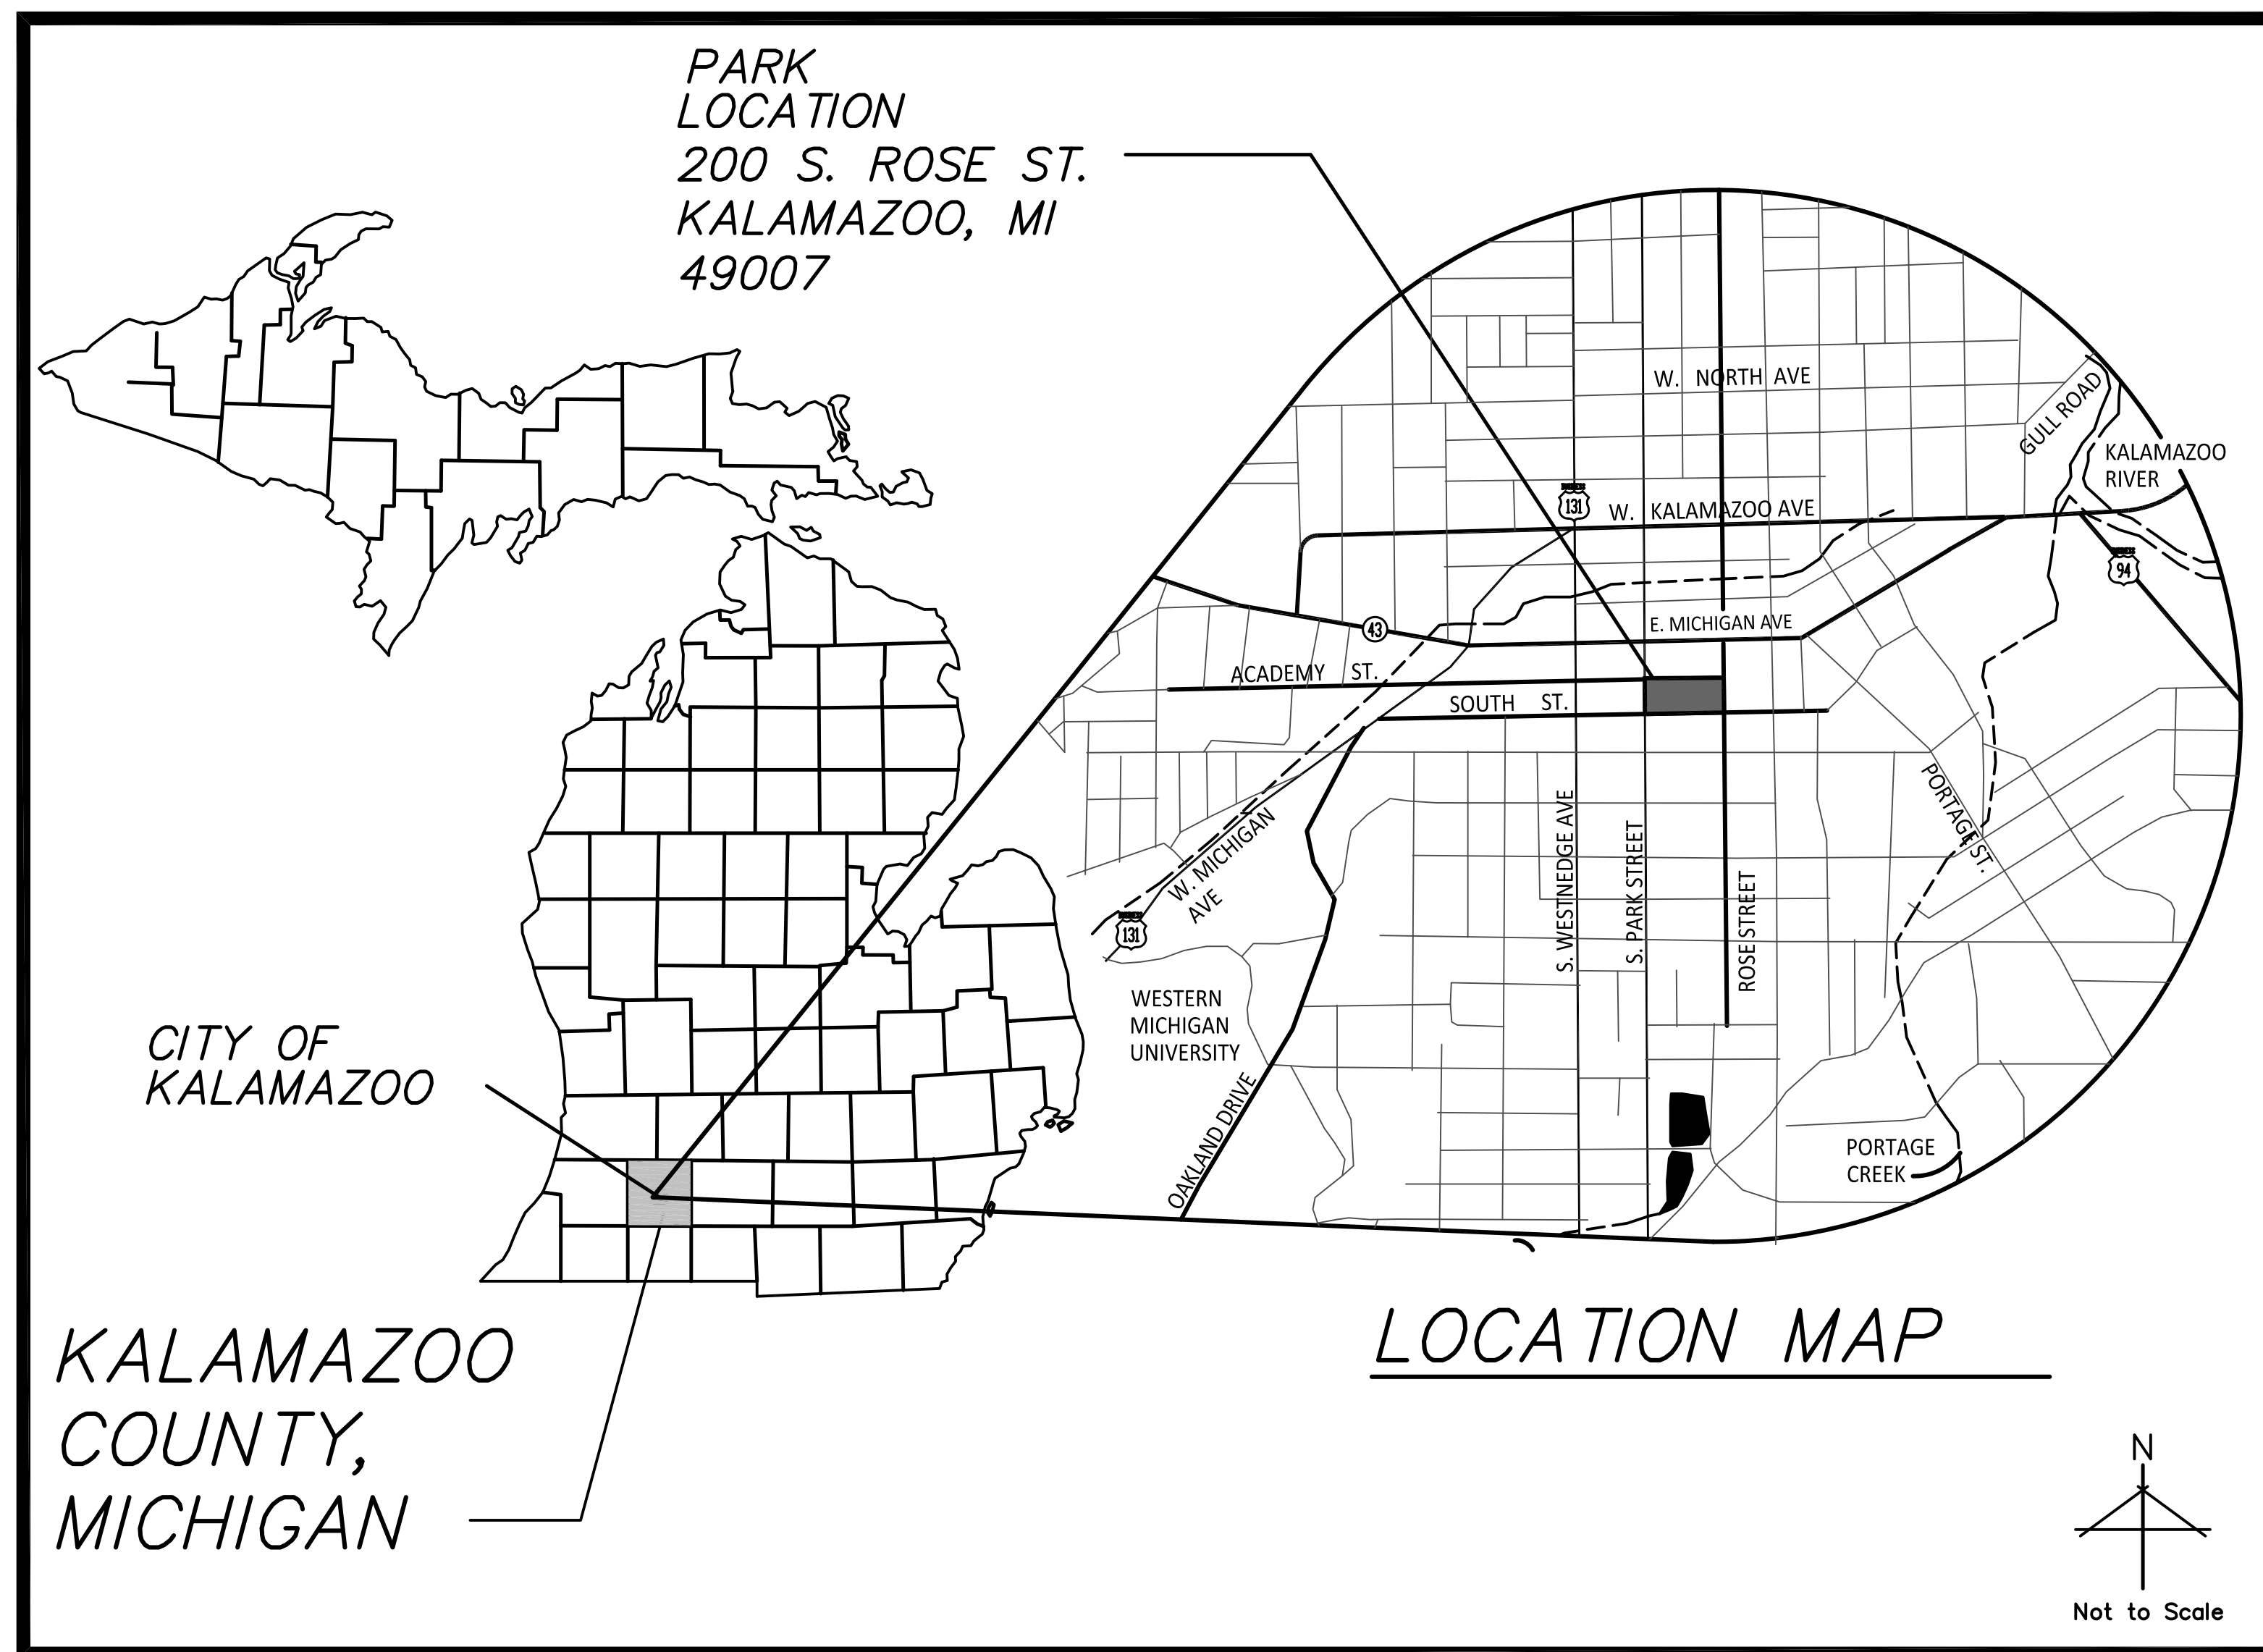 PARK
LOCATION
200 S. ROSE ST.
KALAMAZOO, MI
49007
W. NORTH AVE
GULL ROAD
KALAMAZOO
RIVER
131
W. KALAMAZOO AVE
94
E. MICHIGAN AVE
43
ACADEMY ST.
SOUTH ST.
PORTAGE ST.
W. MICHIGAN
AVE
S. WESTNEDGE AVE
S. PARK STREET
ROSE STREET
131
WESTERN
MICHIGAN
UNIVERSITY
OAKLAND DRIVE
PORTAGE
CREEK
CITY OF
KALAMAZOO
KALAMAZOO
COUNTY,
MICHIGAN
LOCATION MAP
N
Not to Scale